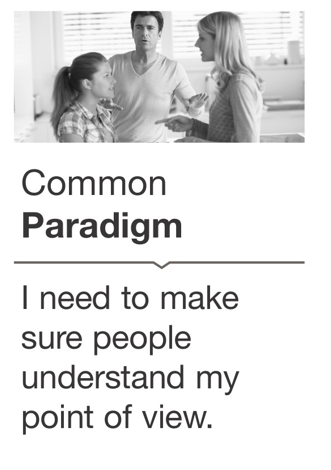 Common
Paradigm
I need to make
sure people
understand my
point of view.